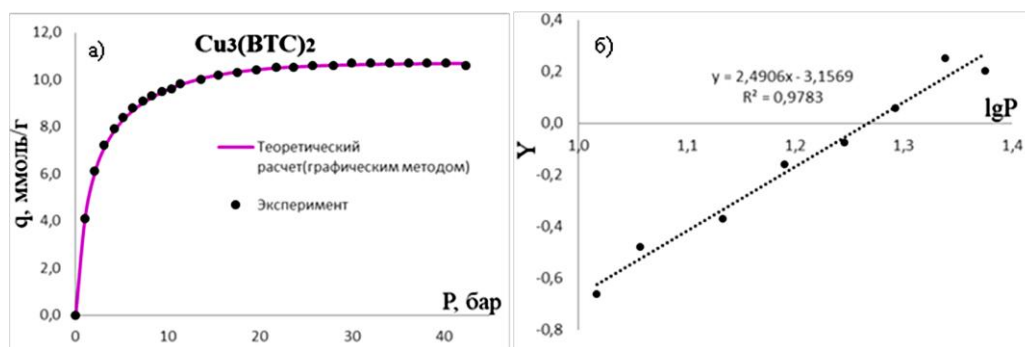 а)
Cu3(BTC)2
q, ммоль/г
12,0
10,0
8,0
6,0
4,0
2,0
0,0
Теоретический
расчет(графическим методом)
Эксперимент
P, бар
0
10
20
30
40
б)
y = 2,4906x - 3,1569
R² = 0,9783
lgP
Y
0,4
0,2
0,0
-0,2
-0,4
-0,6
-0,8
1,0
1,1
1,2
1,3
1,4